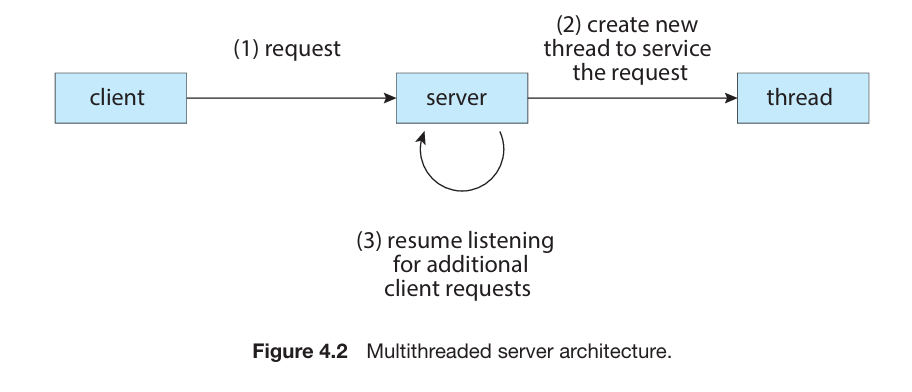 (1) request
(2) create new
thread to service
the request
client
server
thread
(3) resume listening
for additional
client requests
Figure 4.2 Multithreaded server architecture.